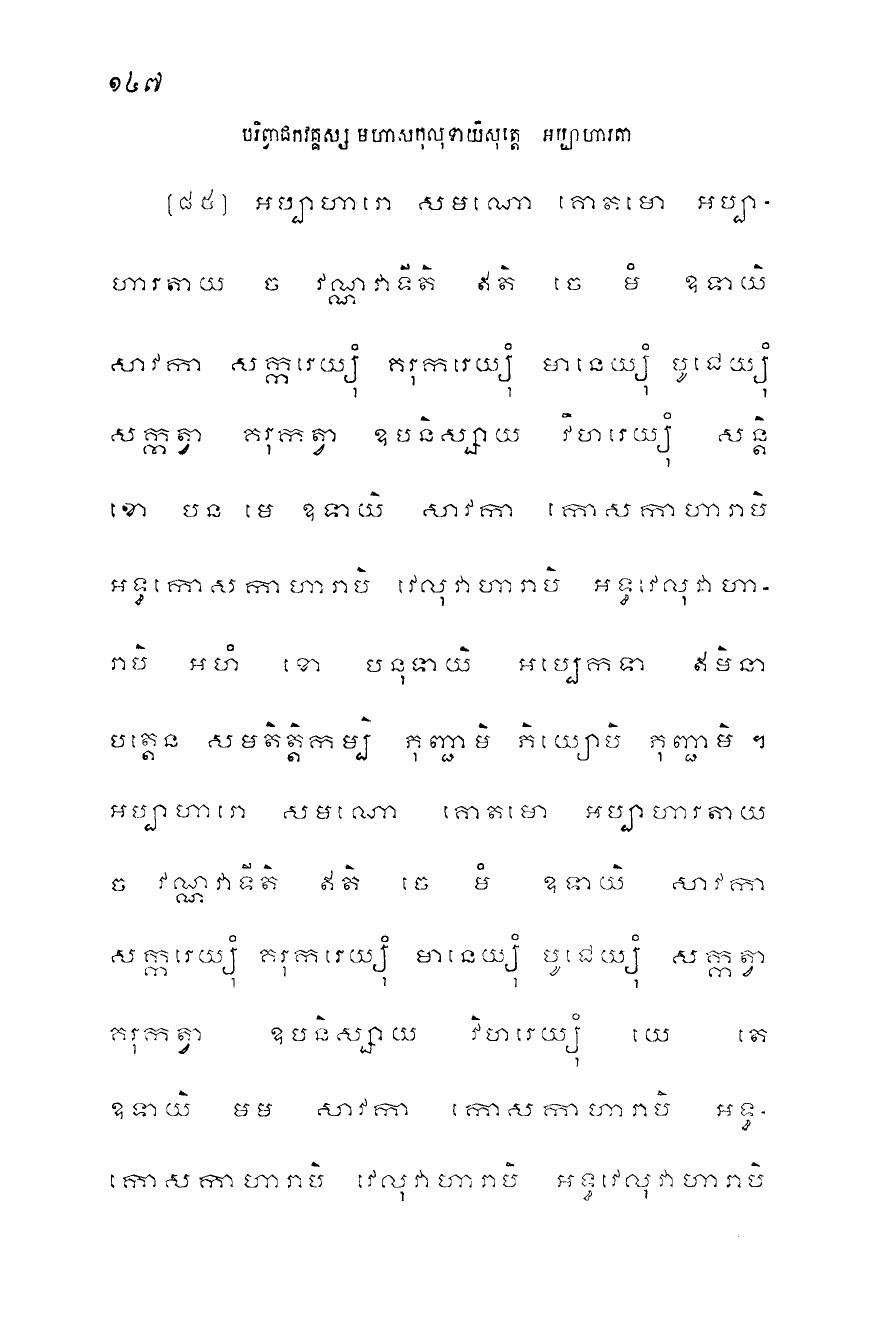 ១៤៧
បរិព្វាជកវគ្គស្ស មហាសកុលុទាយិសុត្តេ អប្បាហារតា
[៨៥] អប្បាហារោ សមណោ គោតមោ អប្បា-
ហារតាយ ច វណ្ណវាទីតិ ឥតិ ចេ មំ ឧទាយិ
សាវកា សក្ករេយ្យុំ គរុករេយ្យុំ មានេយ្យុំ បូជេយ្យុំ
សក្កត្វា គរុកត្វា ឧបនិស្សាយ វិហរេយ្យុំ សន្តិ
ខោ បន មេ ឧទាយិ សាវកា កោសកាហារាបិ
អឌ្ឍកោសកាហារាបិ វេលុវាហារាបិ អឌ្ឍវេលុវាហា-
រាបិ អហំ ខោ បនុទាយិ អប្បេកទា ឥមិនា
បត្តេន សមតិត្តិកម្បិ ភុញ្ជាមិ ភិយ្យោបិ ភុញ្ជាមិ ។
អប្បាហារោ សមណោ គោតមោ អប្បាហារតាយ
ច វណ្ណវាទីតិ ឥតិ ចេ មំ ឧទាយិ សាវកា
សក្ករេយ្យុំ គរុករេយ្យុំ មានេយ្យុំ បូជេយ្យុំ សក្កត្វា
គរុកត្វា ឧបនិស្សាយ វិហរេយ្យុំ យេ តេ
ឧទាយិ មម សាវកា កោសកាហារាបិ អឌ្ឍ-
កោសកាហារាបិ វេលុវាហារាបិ អឌ្ឍវេលុវាហារាបិ